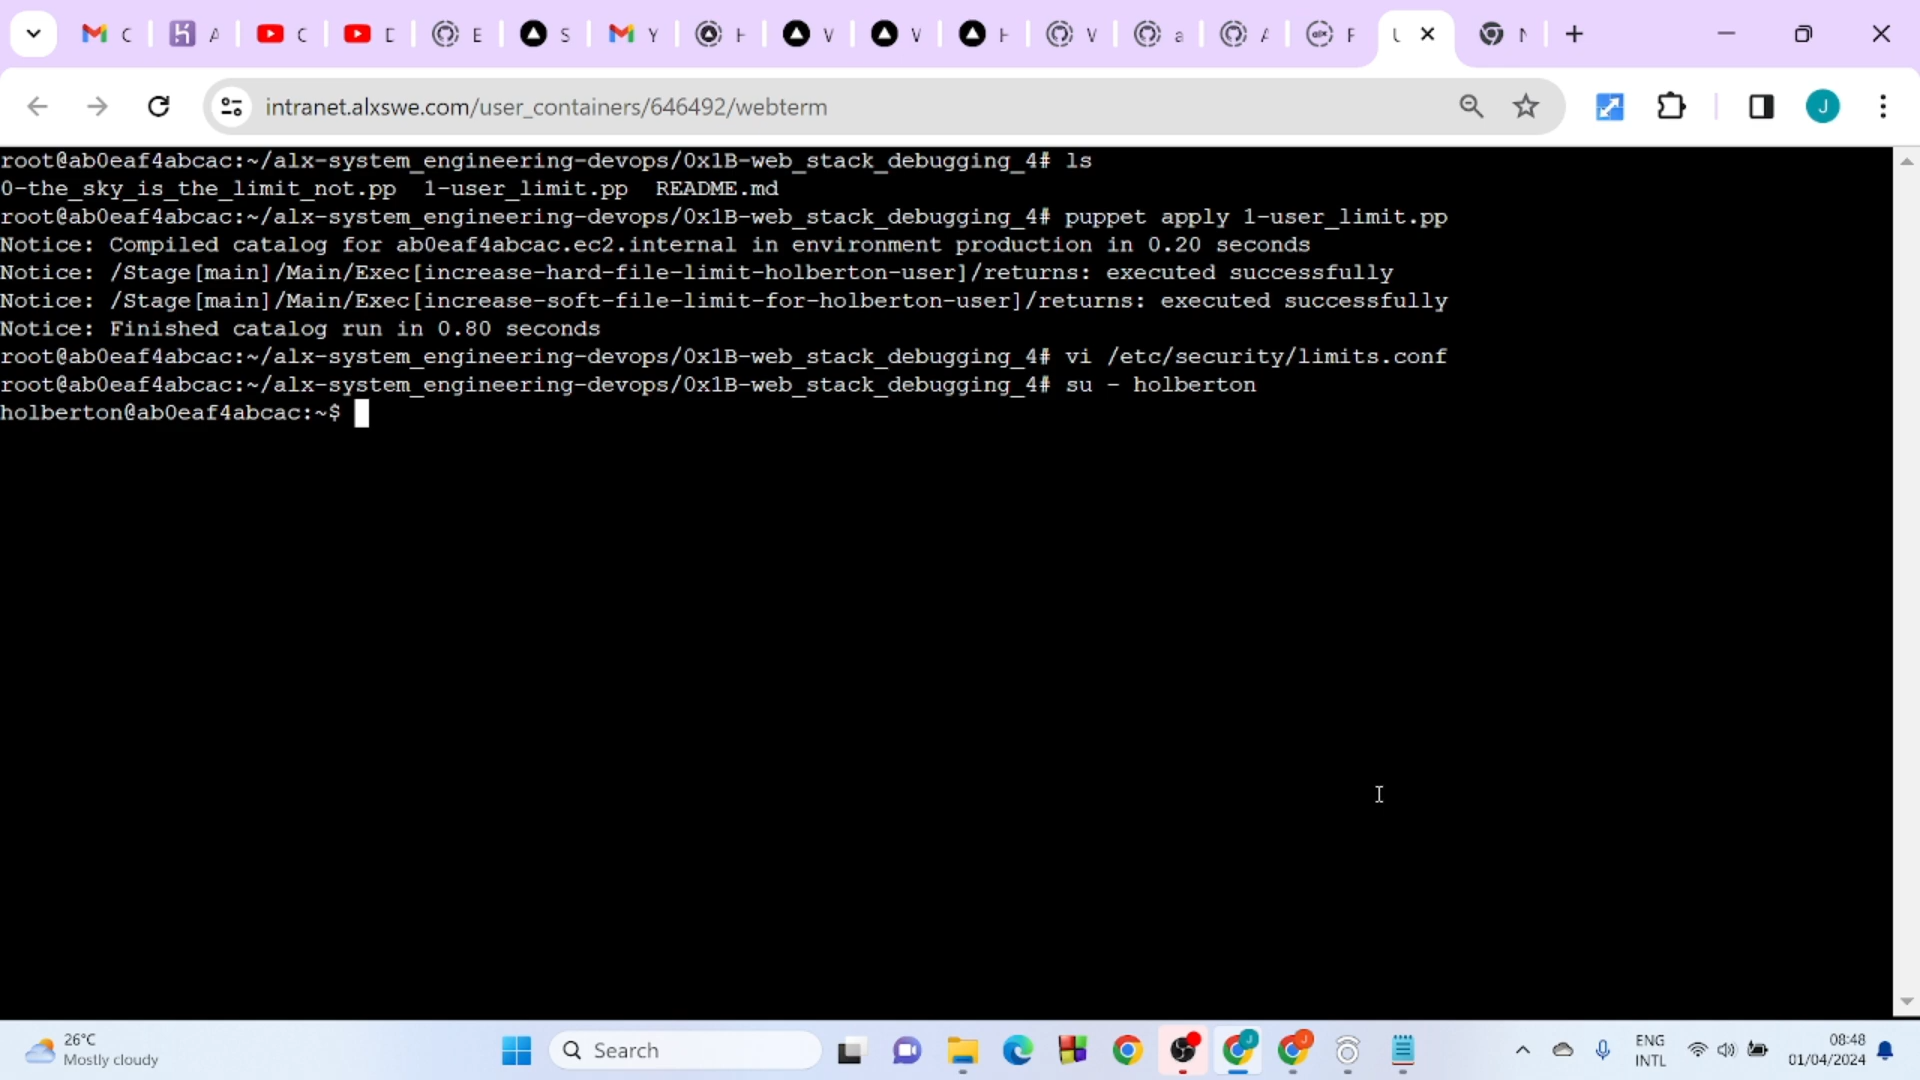 C
A
C
D
E
S
Y
H
V
V
H
V
a
A
F
U
N
intranet.alxswe.com/user_containers/646492/webterm
J
root@ab0eaf4abcac:~/alx-system_engineering-devops/0x1B-web_stack_debugging_4# ls
0-the_sky_is_the_limit_not.pp 1-user_limit.pp README.md
root@ab0eaf4abcac:~/alx-system_engineering-devops/0x1B-web_stack_debugging_4# puppet apply 1-user_limit.pp
Notice: Compiled catalog for ab0eaf4abcac.ec2.internal in environment production in 0.20 seconds
Notice: /Stage[main]/Main/Exec[increase-hard-file-limit-holberton-user]/returns: executed successfully
Notice: /Stage[main]/Main/Exec[increase-soft-file-limit-for-holberton-user]/returns: executed successfully
Notice: Finished catalog run in 0.80 seconds
root@ab0eaf4abcac:~/alx-system_engineering-devops/0x1B-web_stack_debugging_4# vi /etc/security/limits.conf
root@ab0eaf4abcac:~/alx-system_engineering-devops/0x1B-web_stack_debugging_4# su - holberton
holberton@ab0eaf4abcac:~$
26°C
Mostly cloudy
Search
ENG
INTL
08:48
01/04/2024